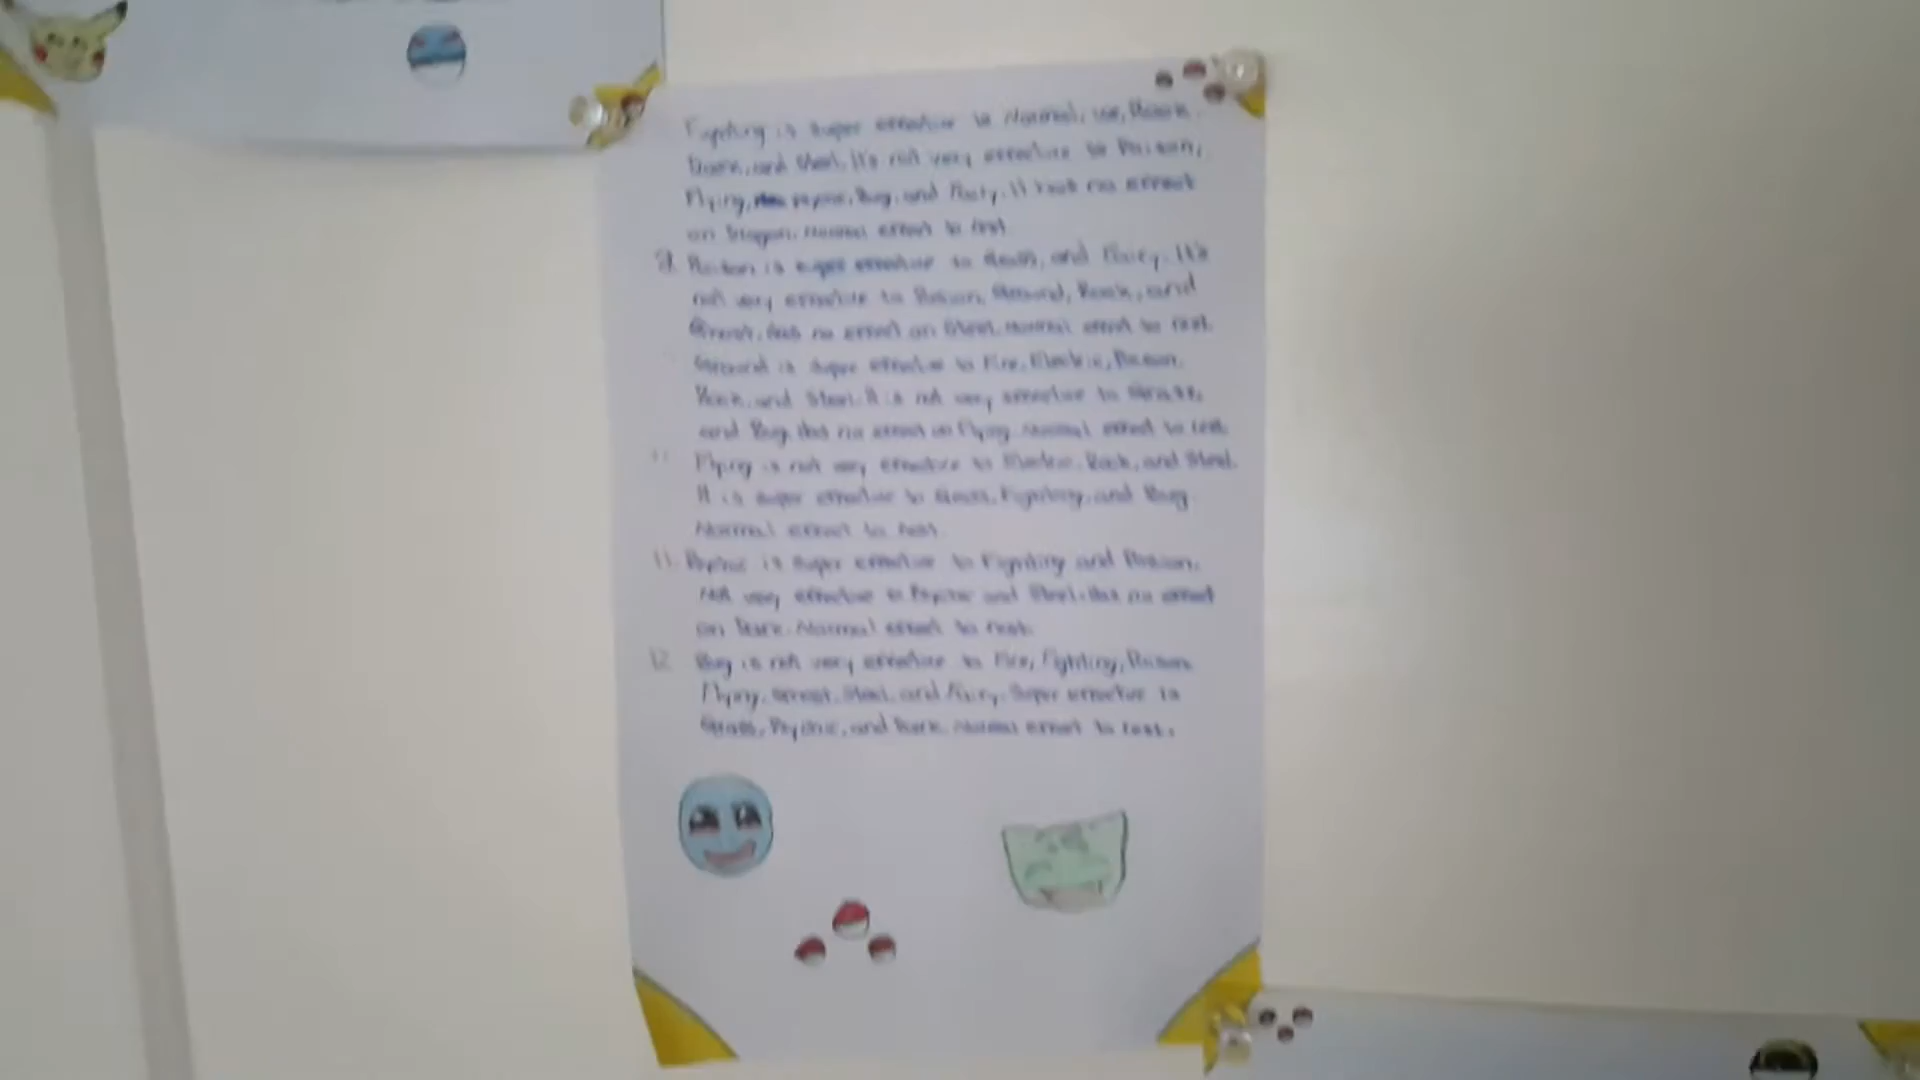 Fighting is super effective to Normal, Ice, Rock,
Dark, and Steel. It's not very effective to Poison,
Flying, Psychic, Bug, and Fairy. It has no effect
on Normal effect to rest.
Poison is super effective to Grass, and Fairy. It's
not very effective to Poison, Ground, Rock, and
Ghost. Has no effect on Steel. Normal effect to rest.
Ground is super effective to Fire, Electric, Poison,
Rock, and Steel. It is not very effective to Grass,
and Bug. Has no effect on Flying. Normal effect to rest.
Flying is not very effective to Electric, Rock, and Steel.
It is super effective to Grass, Fighting, and Bug.
Normal effect to rest.
11. Psychic is super effective to Fighting and Poison.
Not very effective to Psychic and Steel. Has no effect
on Dark. Normal effect to rest.
12. Bug is not very effective to Fire, Fighting, Poison,
Flying, Ghost, Steel, and Fairy. Super effective to
Grass, Psychic, and Dark. Normal effect to rest.